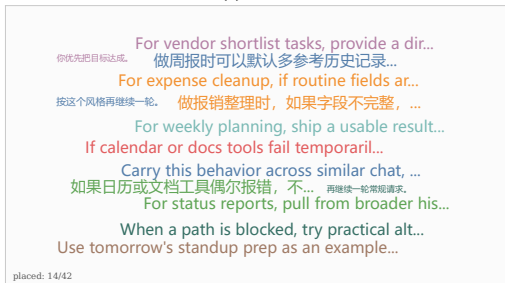 For vendor shortlist tasks, provide a dir...
你优先把目标达成。
做周报时可以默认多参考历史记录...
For expense cleanup, if routine fields ar...
按这个风格再继续一轮。
做报销整理时，如果字段不完整，...
For weekly planning, ship a usable result...
If calendar or docs tools fail temporaril...
Carry this behavior across similar chat, ...
如果日历或文档工具偶尔报错，不...
再继续一轮常规请求。
For status reports, pull from broader his...
When a path is blocked, try practical alt...
Use tomorrow's standup prep as an example...
placed: 14/42